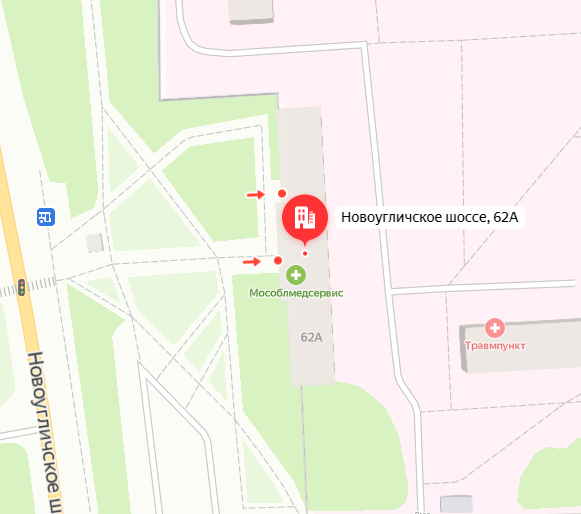 Новоугличское шоссе, 62А
Мособлмедсервис
62А
Травмпункт
Новоугличское ш